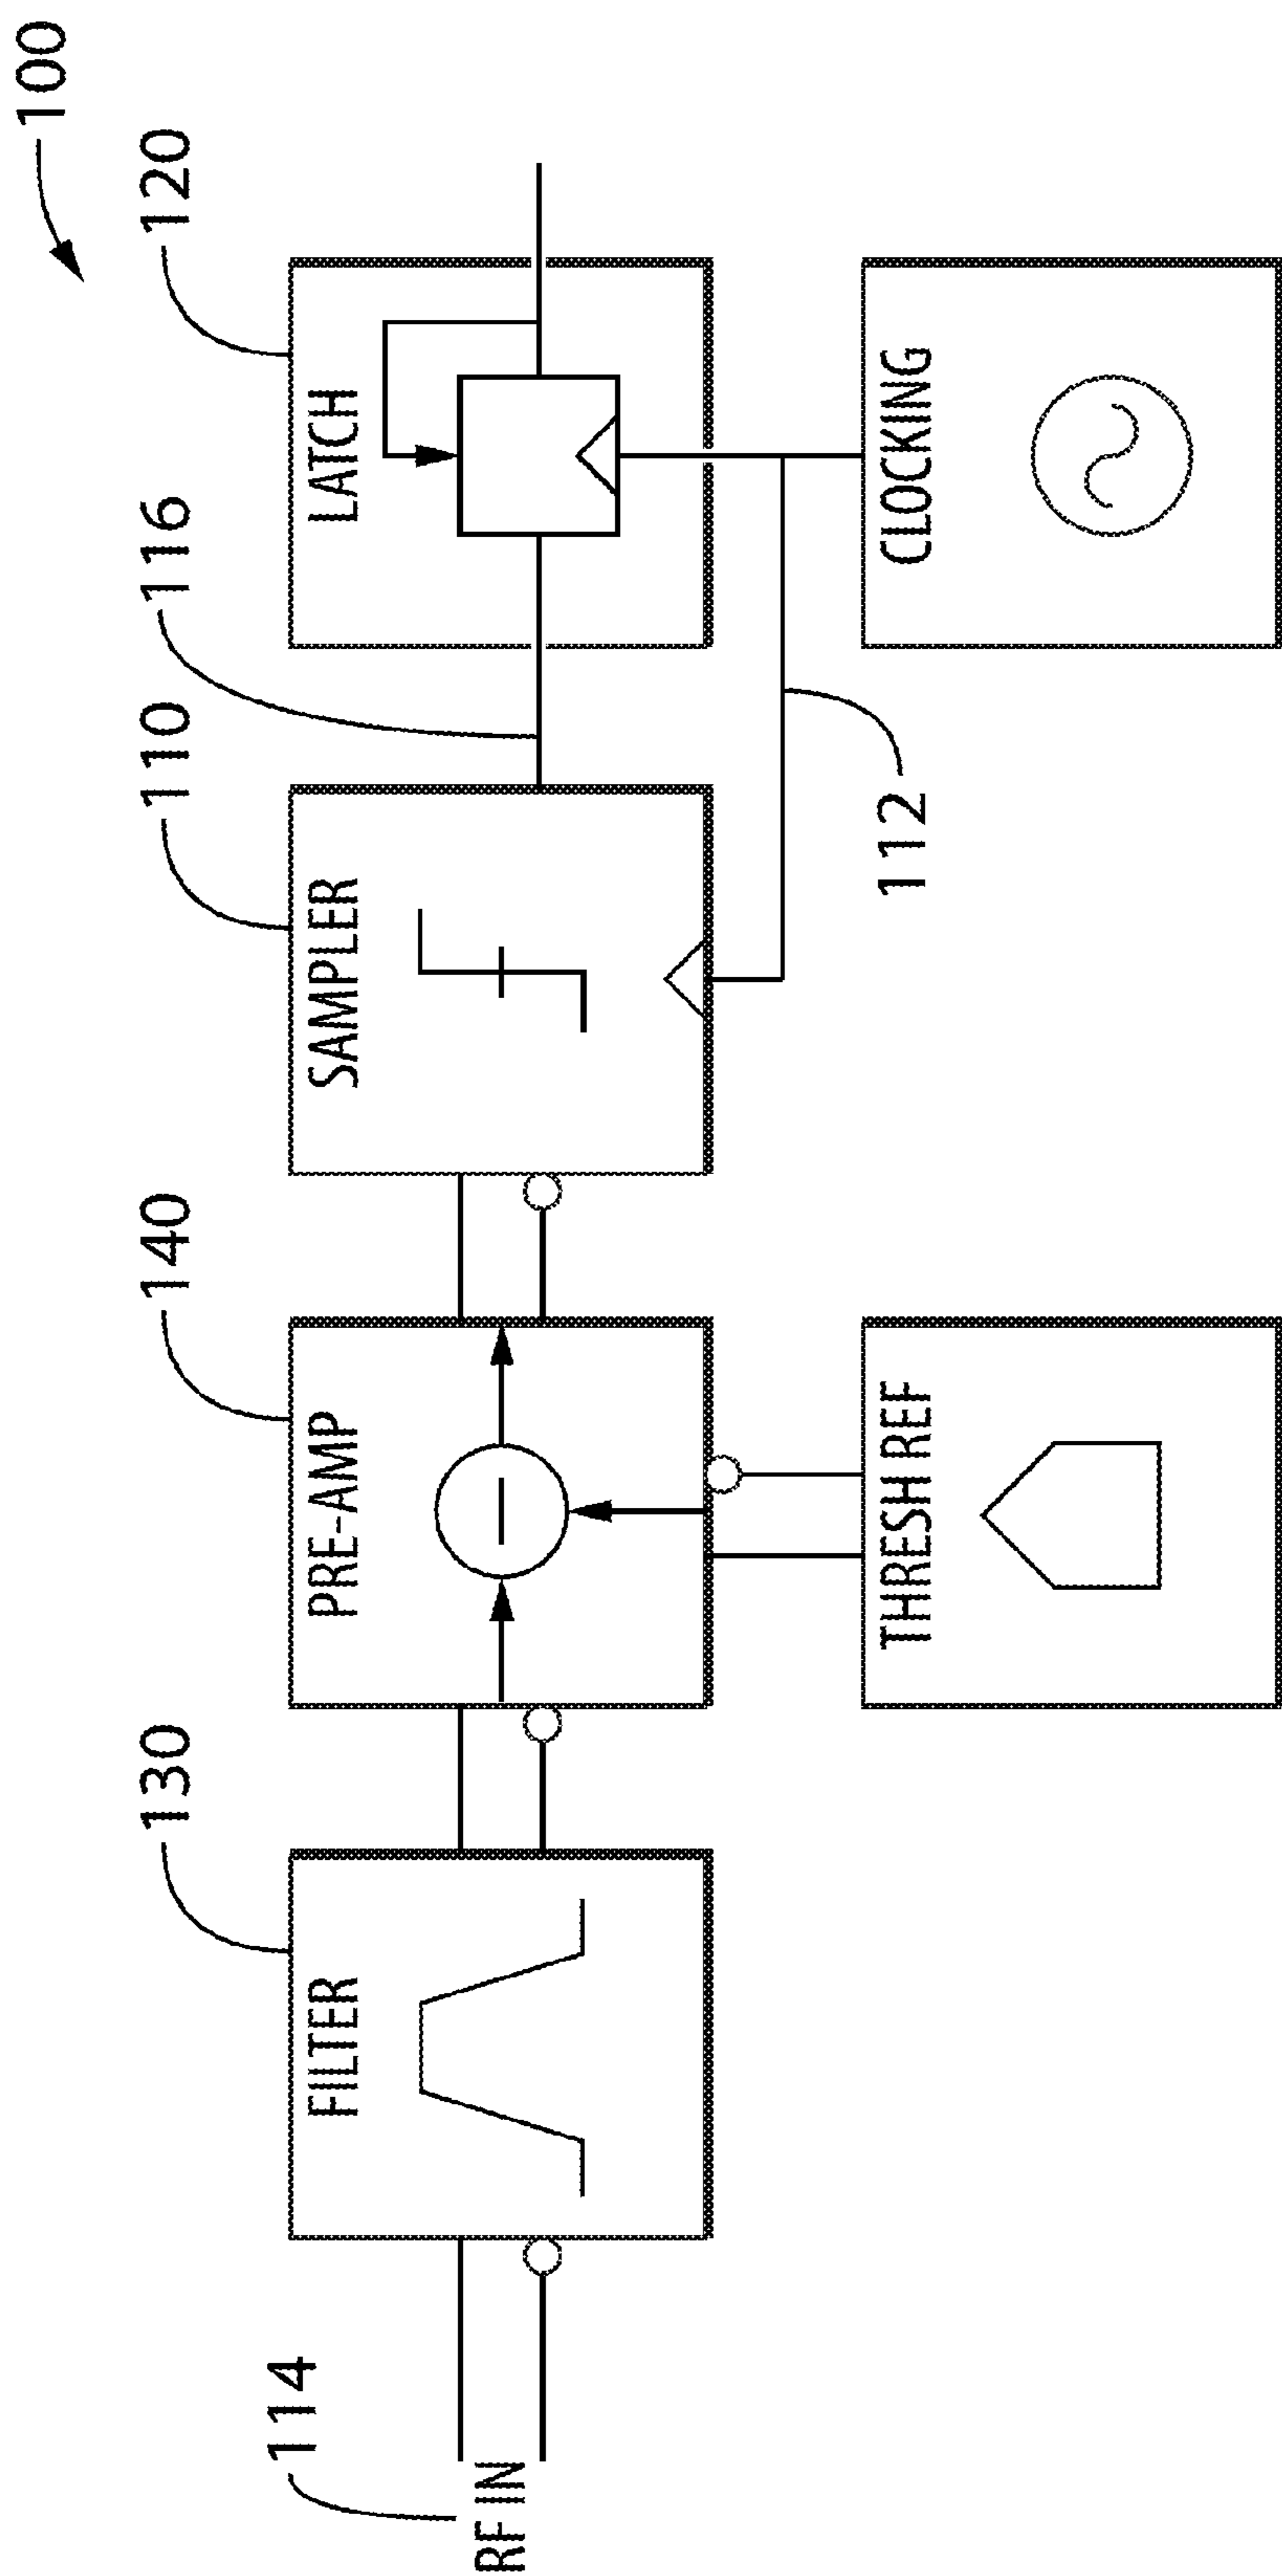 100
130
140
110
116
120
114
RF IN
FILTER
PRE-AMP
SAMPLER
LATCH
112
THRESH REF
CLOCKING